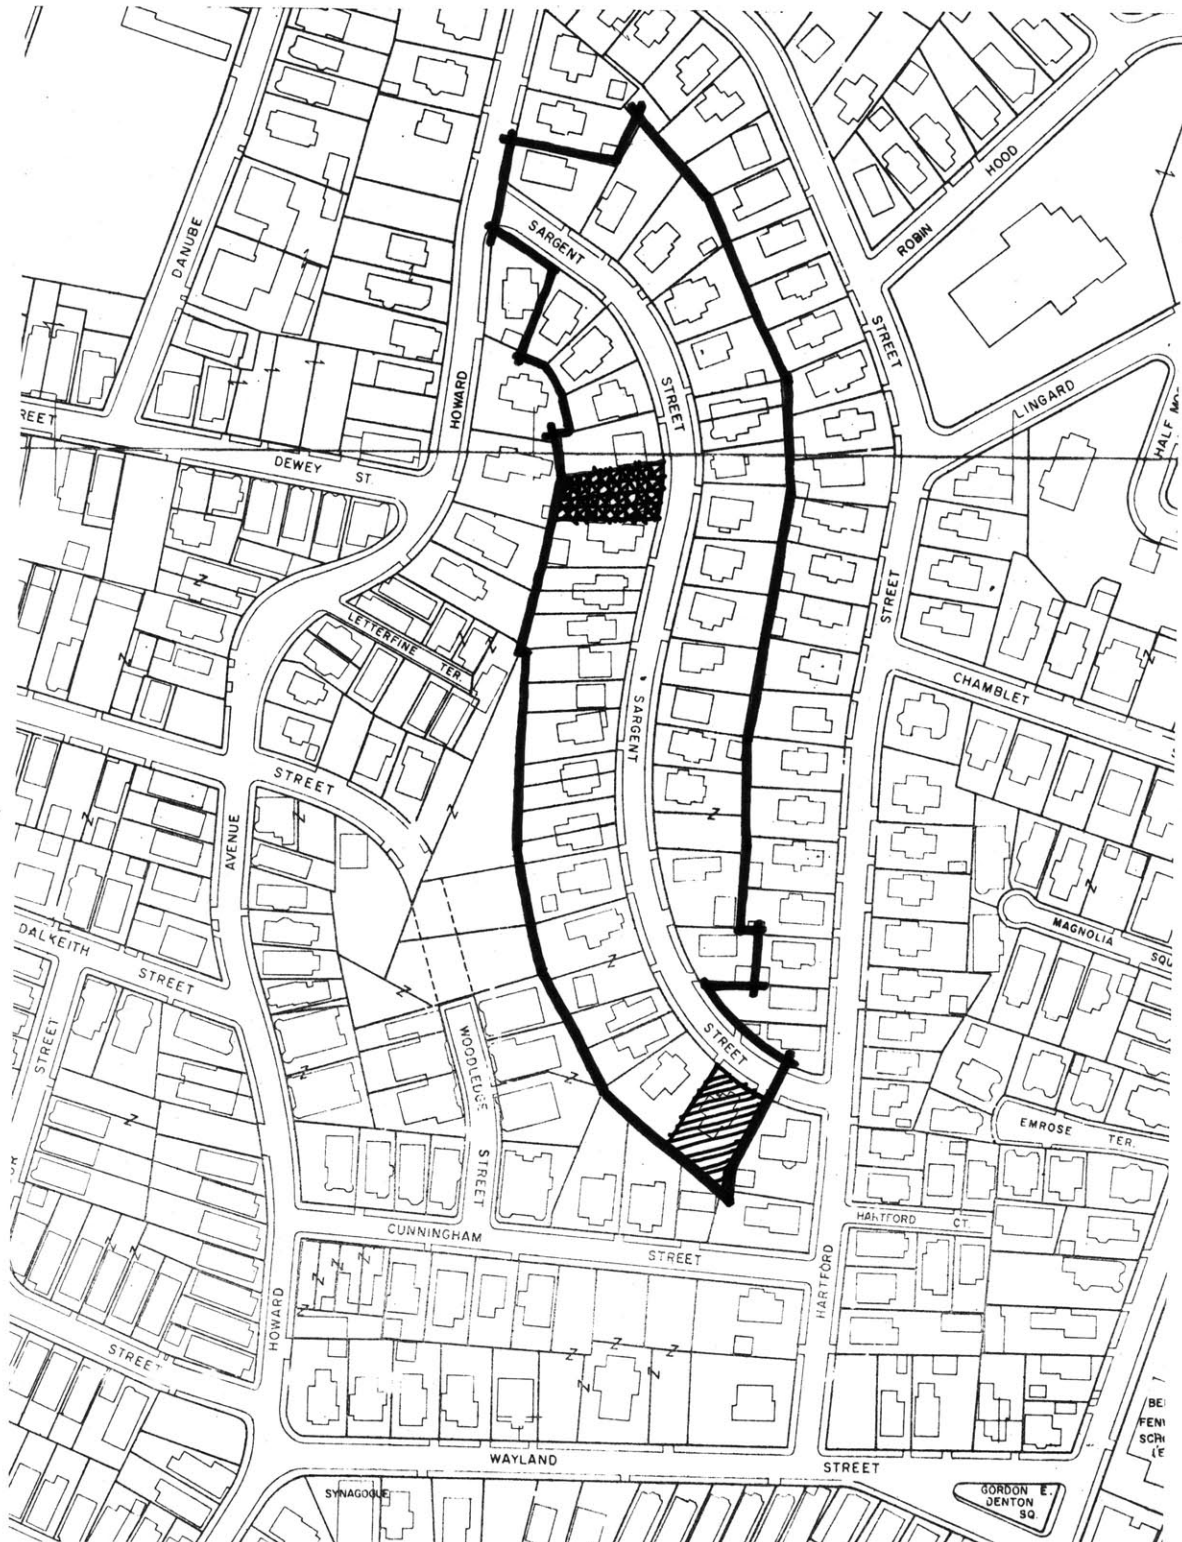 ROBIN
HOOD
DANUBE
SARGENT
STREET
STREET
LINGARD
HOWARD
REET
DEWEY
ST.
STREET
LETTERFINE TER.
CHAMBLET
SARGENT
STREET
AVENUE
MAGNOLIA
DALKEITH
STREET
STREET
STREET
WOODLEDGE
STREET
EMROSE TER.
HARTFORD CT.
CUNNINGHAM
STREET
HARTFORD
HOWARD
STREET
WAYLAND
STREET
SYNAGOGUE
GORDON E.
DENTON
SQ.